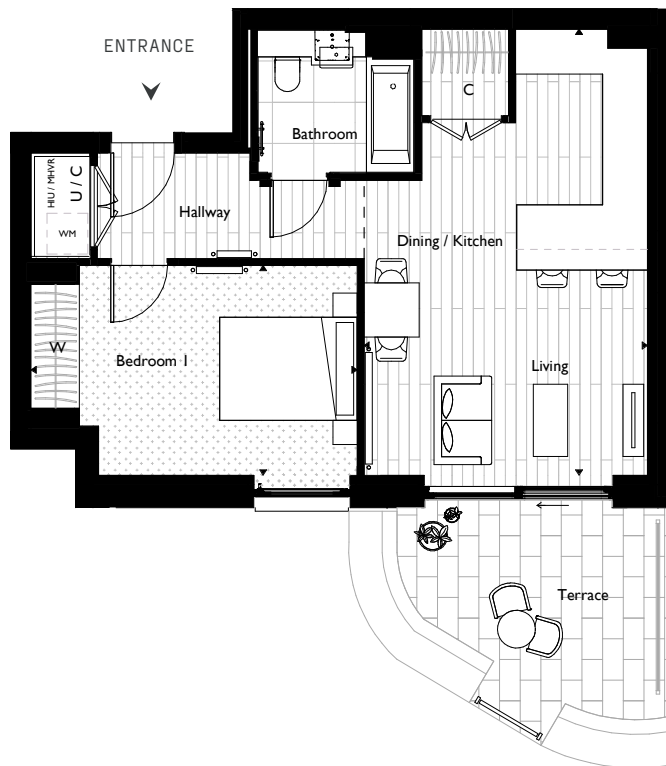 ENTRANCE
C
Bathroom
HIU / MHVR
U / C
WM
Hallway
Dining / Kitchen
W
Bedroom 1
Living
Terrace